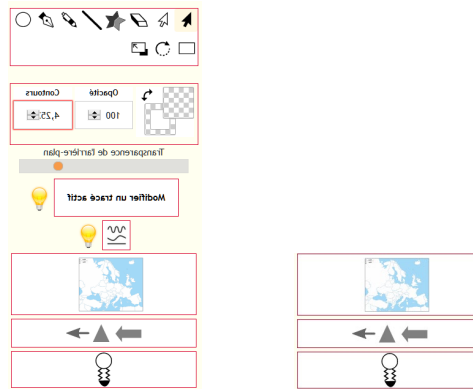 Contours Opacité
4,25 100
Transparence de l'arrière-plan
Modifier un tracé actif